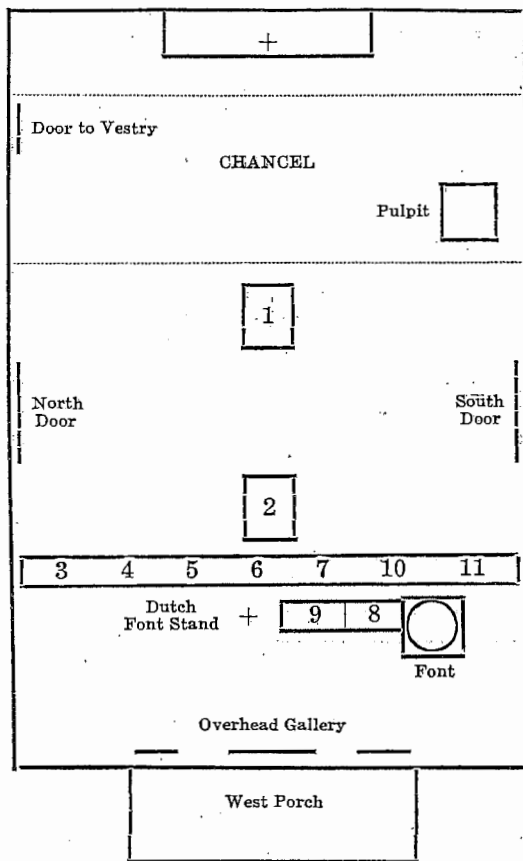 +
Door to Vestry
CHANCEL
Pulpit
1
North
Door
South
Door
2
3 4 5 6 7 10 11
Dutch
Font Stand + 9 8
Font
Overhead Gallery
West Porch